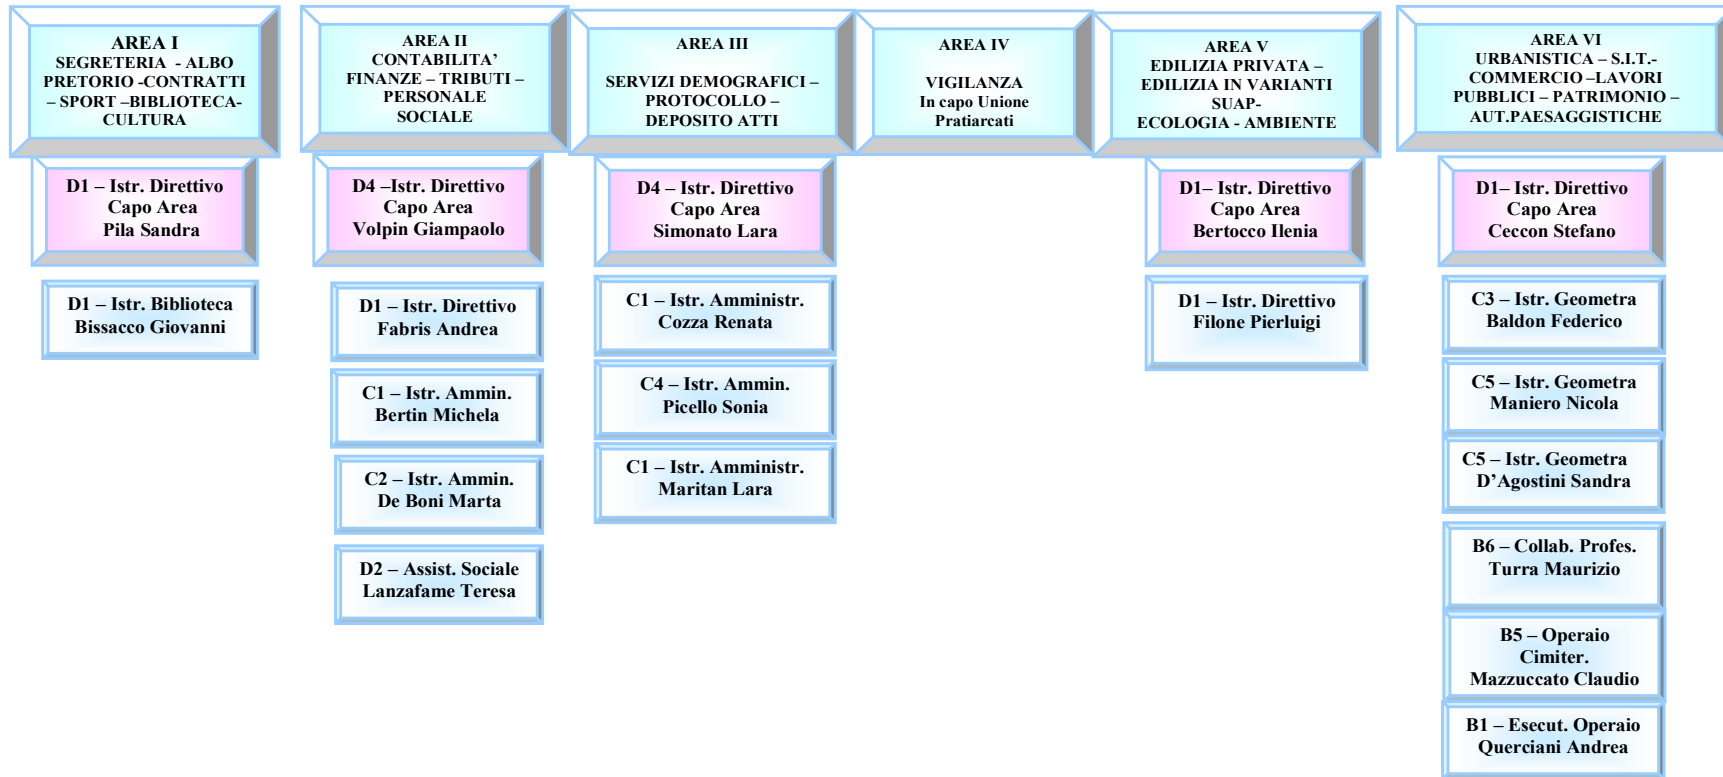 AREA I
SEGRETERIA - ALBO
PRETORIO -CONTRATTI
– SPORT –BIBLIOTECA-
CULTURA
D1 – Istr. Direttivo
Capo Area
Pila Sandra
D1 – Istr. Biblioteca
Bissacco Giovanni
AREA II
CONTABILITA’
FINANZE – TRIBUTI –
PERSONALE
SOCIALE
D4 –Istr. Direttivo
Capo Area
Volpin Giampaolo
D1 – Istr. Direttivo
Fabris Andrea
C1 – Istr. Ammin.
Bertin Michela
C2 – Istr. Ammin.
De Boni Marta
D2 – Assist. Sociale
Lanzafame Teresa
AREA III
SERVIZI DEMOGRAFICI –
PROTOCOLLO –
DEPOSITO ATTI
D4 – Istr. Direttivo
Capo Area
Simonato Lara
C1 – Istr. Amministr.
Cozza Renata
C4 – Istr. Ammin.
Picello Sonia
C1 – Istr. Amministr.
Maritan Lara
AREA IV
VIGILANZA
In capo Unione
Pratiarcati
AREA V
EDILIZIA PRIVATA –
EDILIZIA IN VARIANTI
SUAP-
ECOLOGIA - AMBIENTE
D1– Istr. Direttivo
Capo Area
Bertocco Ilenia
D1 – Istr. Direttivo
Filone Pierluigi
AREA VI
URBANISTICA – S.I.T.-
COMMERCIO –LAVORI
PUBBLICI – PATRIMONIO –
AUT.PAESAGGISTICHE
D1– Istr. Direttivo
Capo Area
Ceccon Stefano
C3 – Istr. Geometra
Baldon Federico
C5 – Istr. Geometra
Maniero Nicola
C5 – Istr. Geometra
D’Agostini Sandra
B6 – Collab. Profes.
Turra Maurizio
B5 – Operaio
Cimiter.
Mazzuccato Claudio
B1 – Esecut. Operaio
Querciani Andrea